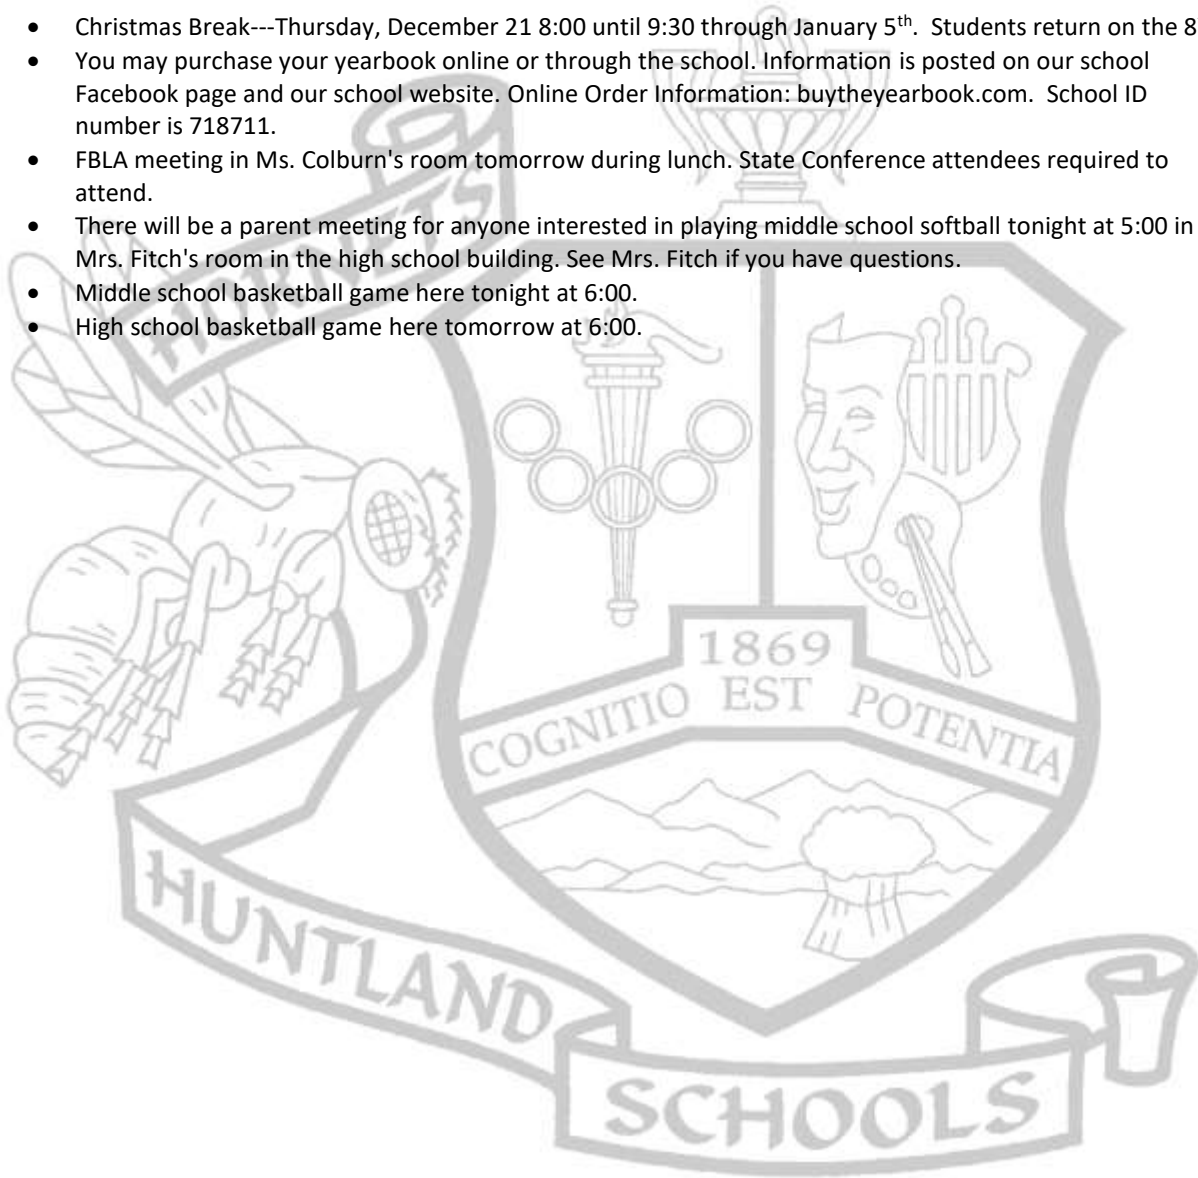 • Christmas Break---Thursday, December 21 8:00 until 9:30 through January 5th. Students return on the 8
• You may purchase your yearbook online or through the school. Information is posted on our school
Facebook page and our school website. Online Order Information: buytheyearbook.com. School ID
number is 718711.
• FBLA meeting in Ms. Colburn's room tomorrow during lunch. State Conference attendees required to
attend.
• There will be a parent meeting for anyone interested in playing middle school softball tonight at 5:00 in
Mrs. Fitch's room in the high school building. See Mrs. Fitch if you have questions.
• Middle school basketball game here tonight at 6:00.
• High school basketball game here tomorrow at 6:00.
HORNETS
1869
COGNITIO EST POTENTIA
HUNTLAND
SCHOOLS